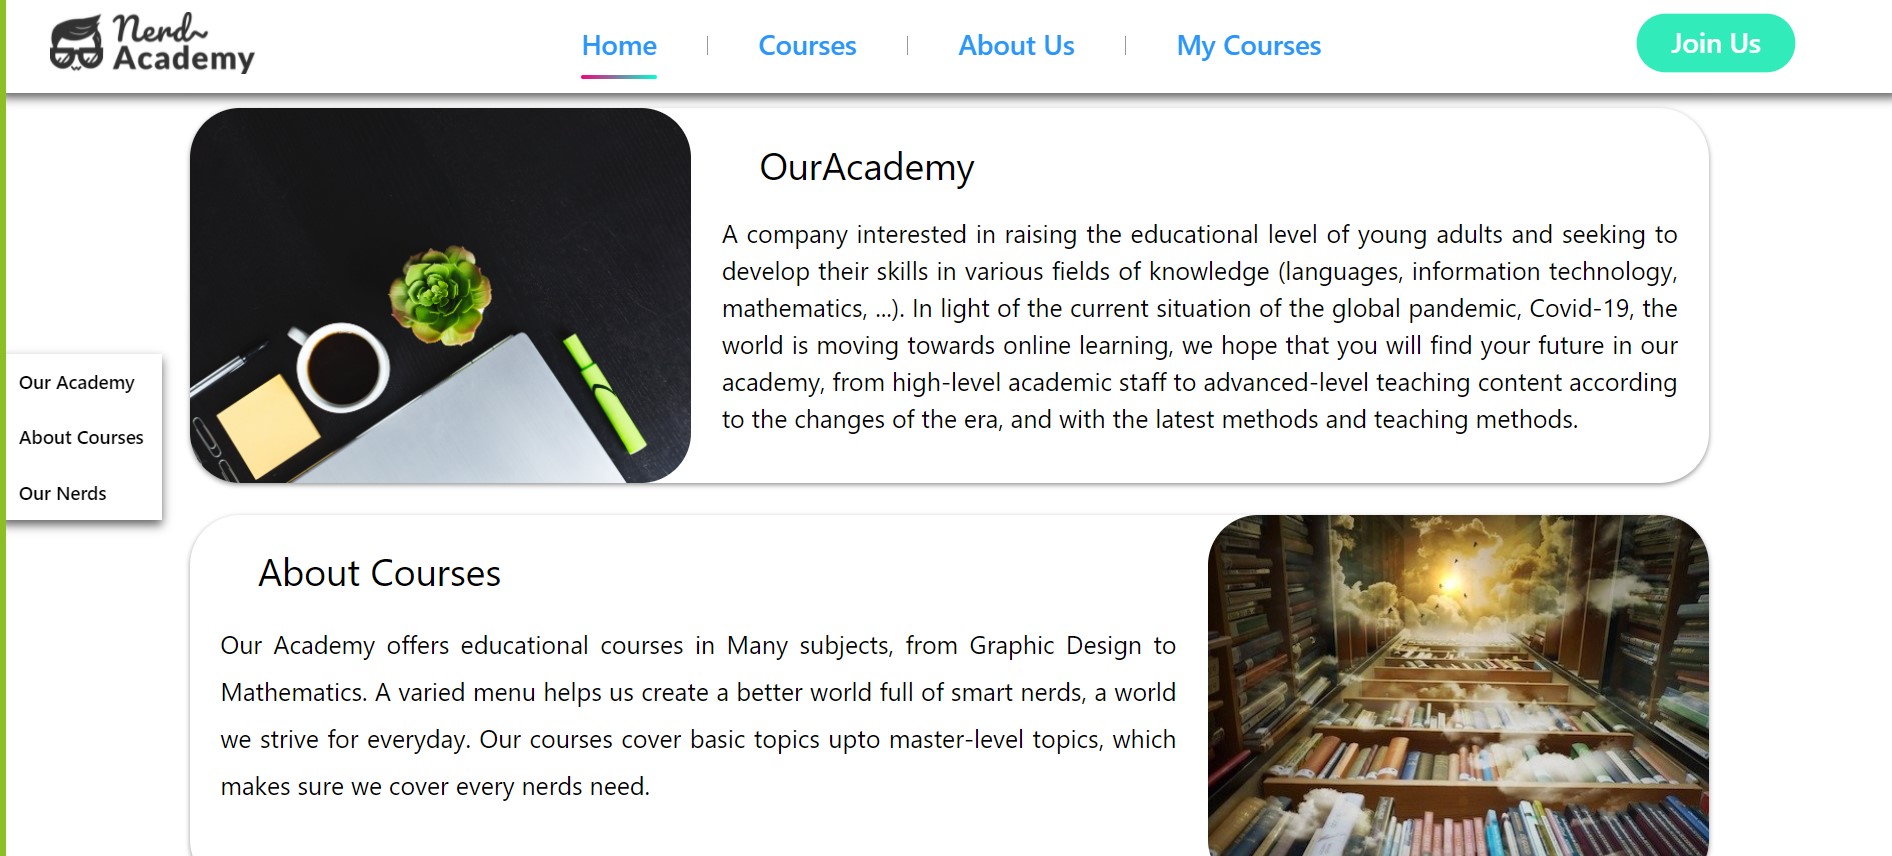 Nerd~
Academy
Home
Courses
About Us
My Courses
Join Us
OurAcademy
A company interested in raising the educational level of young adults and seeking to
develop their skills in various fields of knowledge (languages, information technology,
mathematics, ...). In light of the current situation of the global pandemic, Covid-19, the
world is moving towards online learning, we hope that you will find your future in our
academy, from high-level academic staff to advanced-level teaching content according
to the changes of the era, and with the latest methods and teaching methods.
Our Academy
About Courses
Our Nerds
About Courses
Our Academy offers educational courses in Many subjects, from Graphic Design to
Mathematics. A varied menu helps us create a better world full of smart nerds, a world
we strive for everyday. Our courses cover basic topics upto master-level topics, which
makes sure we cover every nerds need.